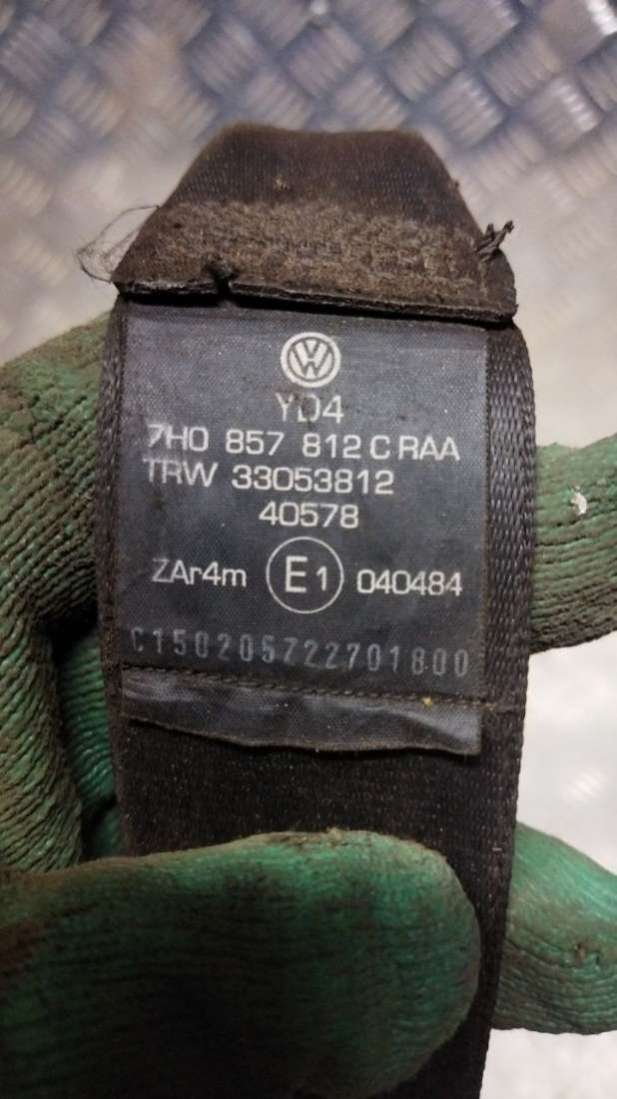 VW
YD4
7H0 857 812 C RAA
TRW 33053812
40578
ZAr4m E1 040484
C150205722701800